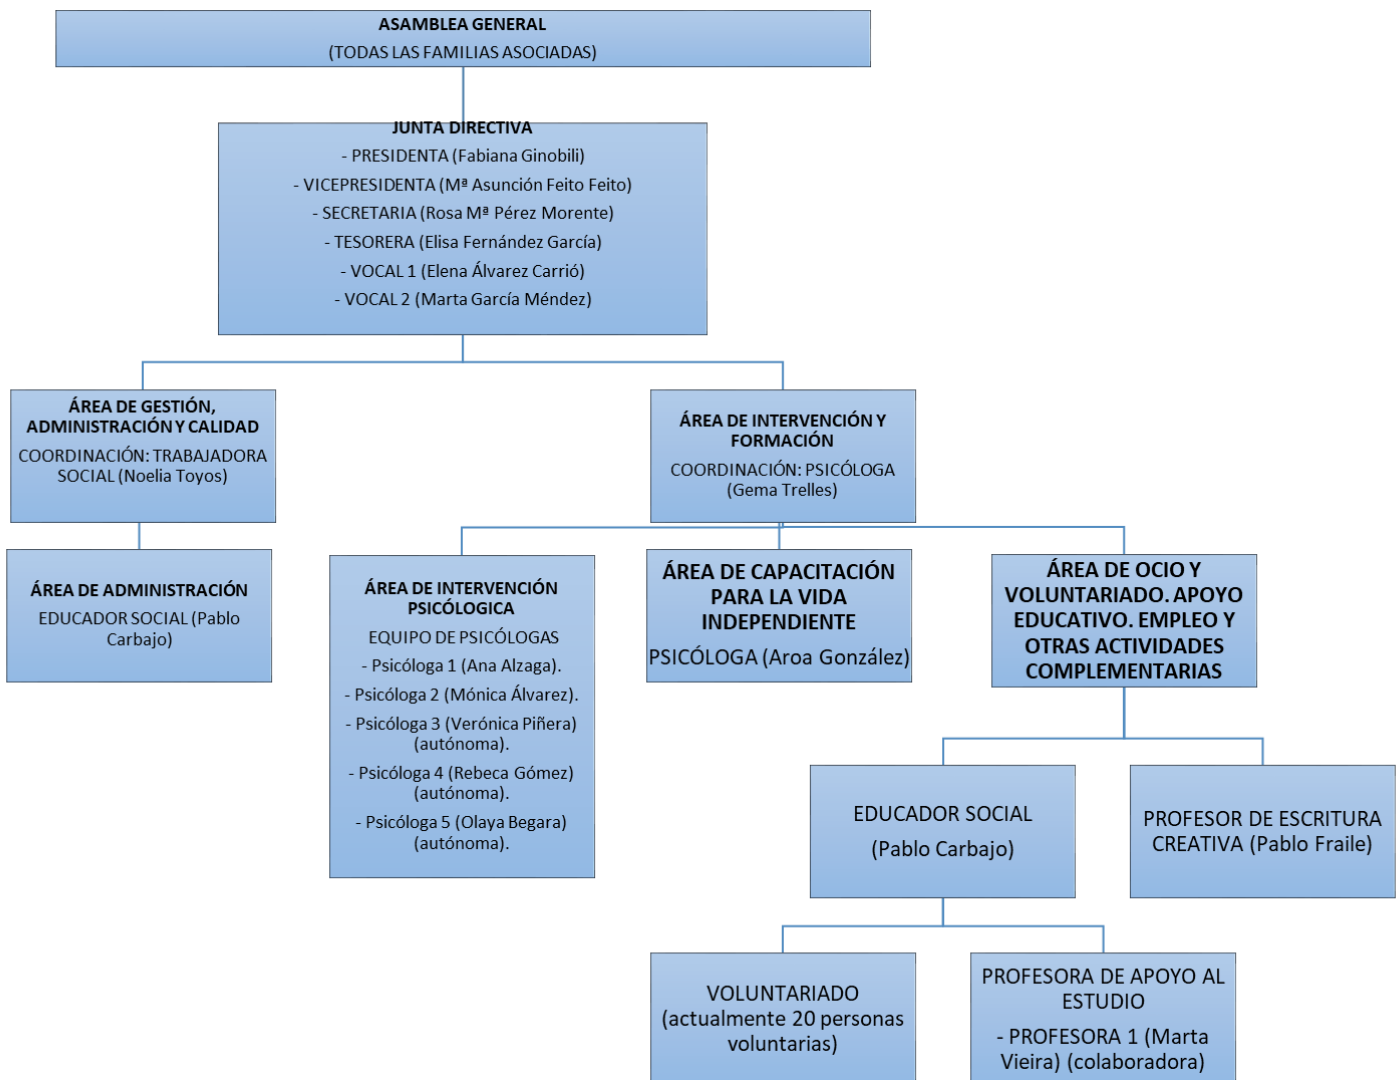 ASAMBLEA GENERAL
(TODAS LAS FAMILIAS ASOCIADAS)
JUNTA DIRECTIVA
- PRESIDENTA (Fabiana Ginobili)
- VICEPRESIDENTA (Mª Asunción Feito Feito)
- SECRETARIA (Rosa Mª Pérez Morente)
- TESORERA (Elisa Fernández García)
- VOCAL 1 (Elena Álvarez Carrió)
- VOCAL 2 (Marta García Méndez)
ÁREA DE GESTIÓN,
ADMINISTRACIÓN Y CALIDAD
COORDINACIÓN: TRABAJADORA
SOCIAL (Noelia Toyos)
ÁREA DE INTERVENCIÓN Y
FORMACIÓN
COORDINACIÓN: PSICÓLOGA
(Gema Trelles)
ÁREA DE ADMINISTRACIÓN
EDUCADOR SOCIAL (Pablo
Carbajo)
ÁREA DE INTERVENCIÓN
PSICÓLOGICA
EQUIPO DE PSICÓLOGAS
- Psicóloga 1 (Ana Alzaga).
- Psicóloga 2 (Mónica Álvarez).
- Psicóloga 3 (Verónica Piñera)
(autónoma).
- Psicóloga 4 (Rebeca Gómez)
(autónoma).
- Psicóloga 5 (Olaya Begara)
(autónoma).
ÁREA DE CAPACITACIÓN
PARA LA VIDA
INDEPENDIENTE
PSICÓLOGA (Aroa González)
ÁREA DE OCIO Y
VOLUNTARIADO. APOYO
EDUCATIVO. EMPLEO Y
OTRAS ACTIVIDADES
COMPLEMENTARIAS
EDUCADOR SOCIAL
(Pablo Carbajo)
PROFESOR DE ESCRITURA
CREATIVA (Pablo Fraile)
VOLUNTARIADO
(actualmente 20 personas
voluntarias)
PROFESORA DE APOYO AL
ESTUDIO
- PROFESORA 1 (Marta
Vieira) (colaboradora)